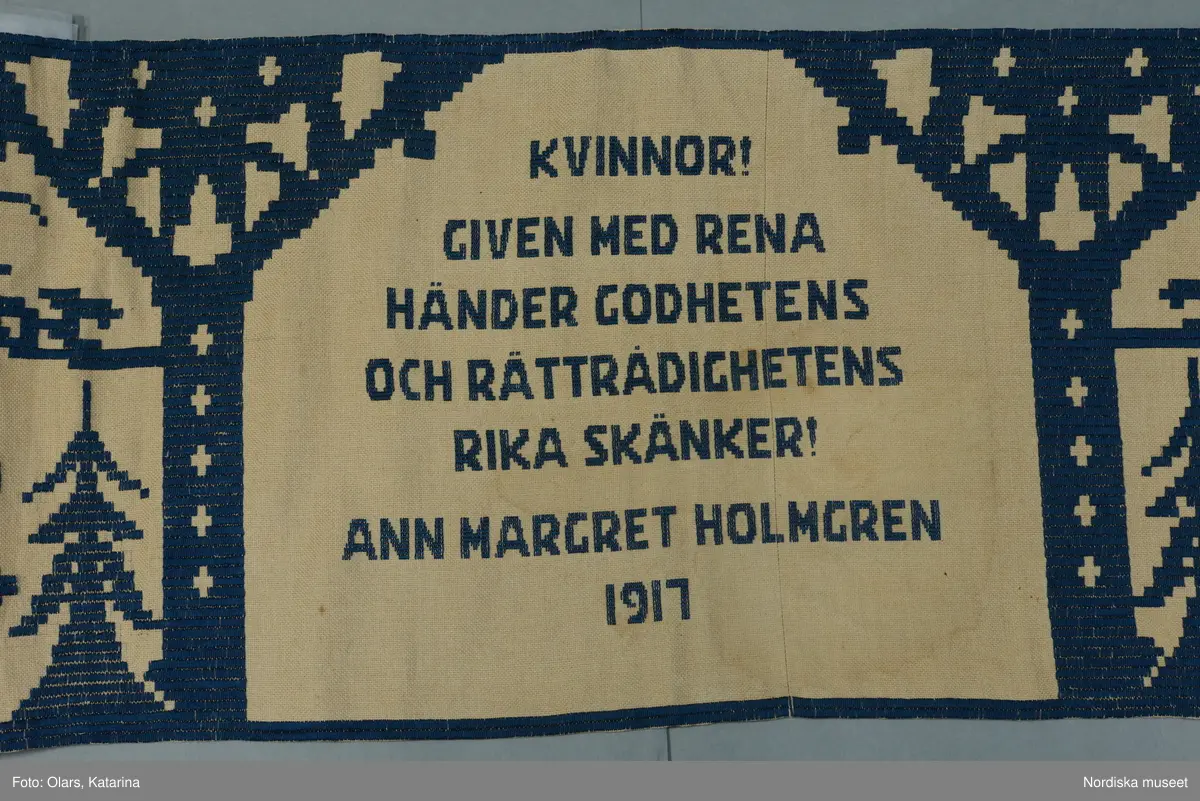 KVINNOR!
GIVEN MED RENA
HÄNDER GODHETENS
OCH RÄTTRÅDIGHETENS
RIKA SKÄNKER!
ANN MARGRET HOLMGREN
1917
Foto: Olars, Katarina
Nordiska museet